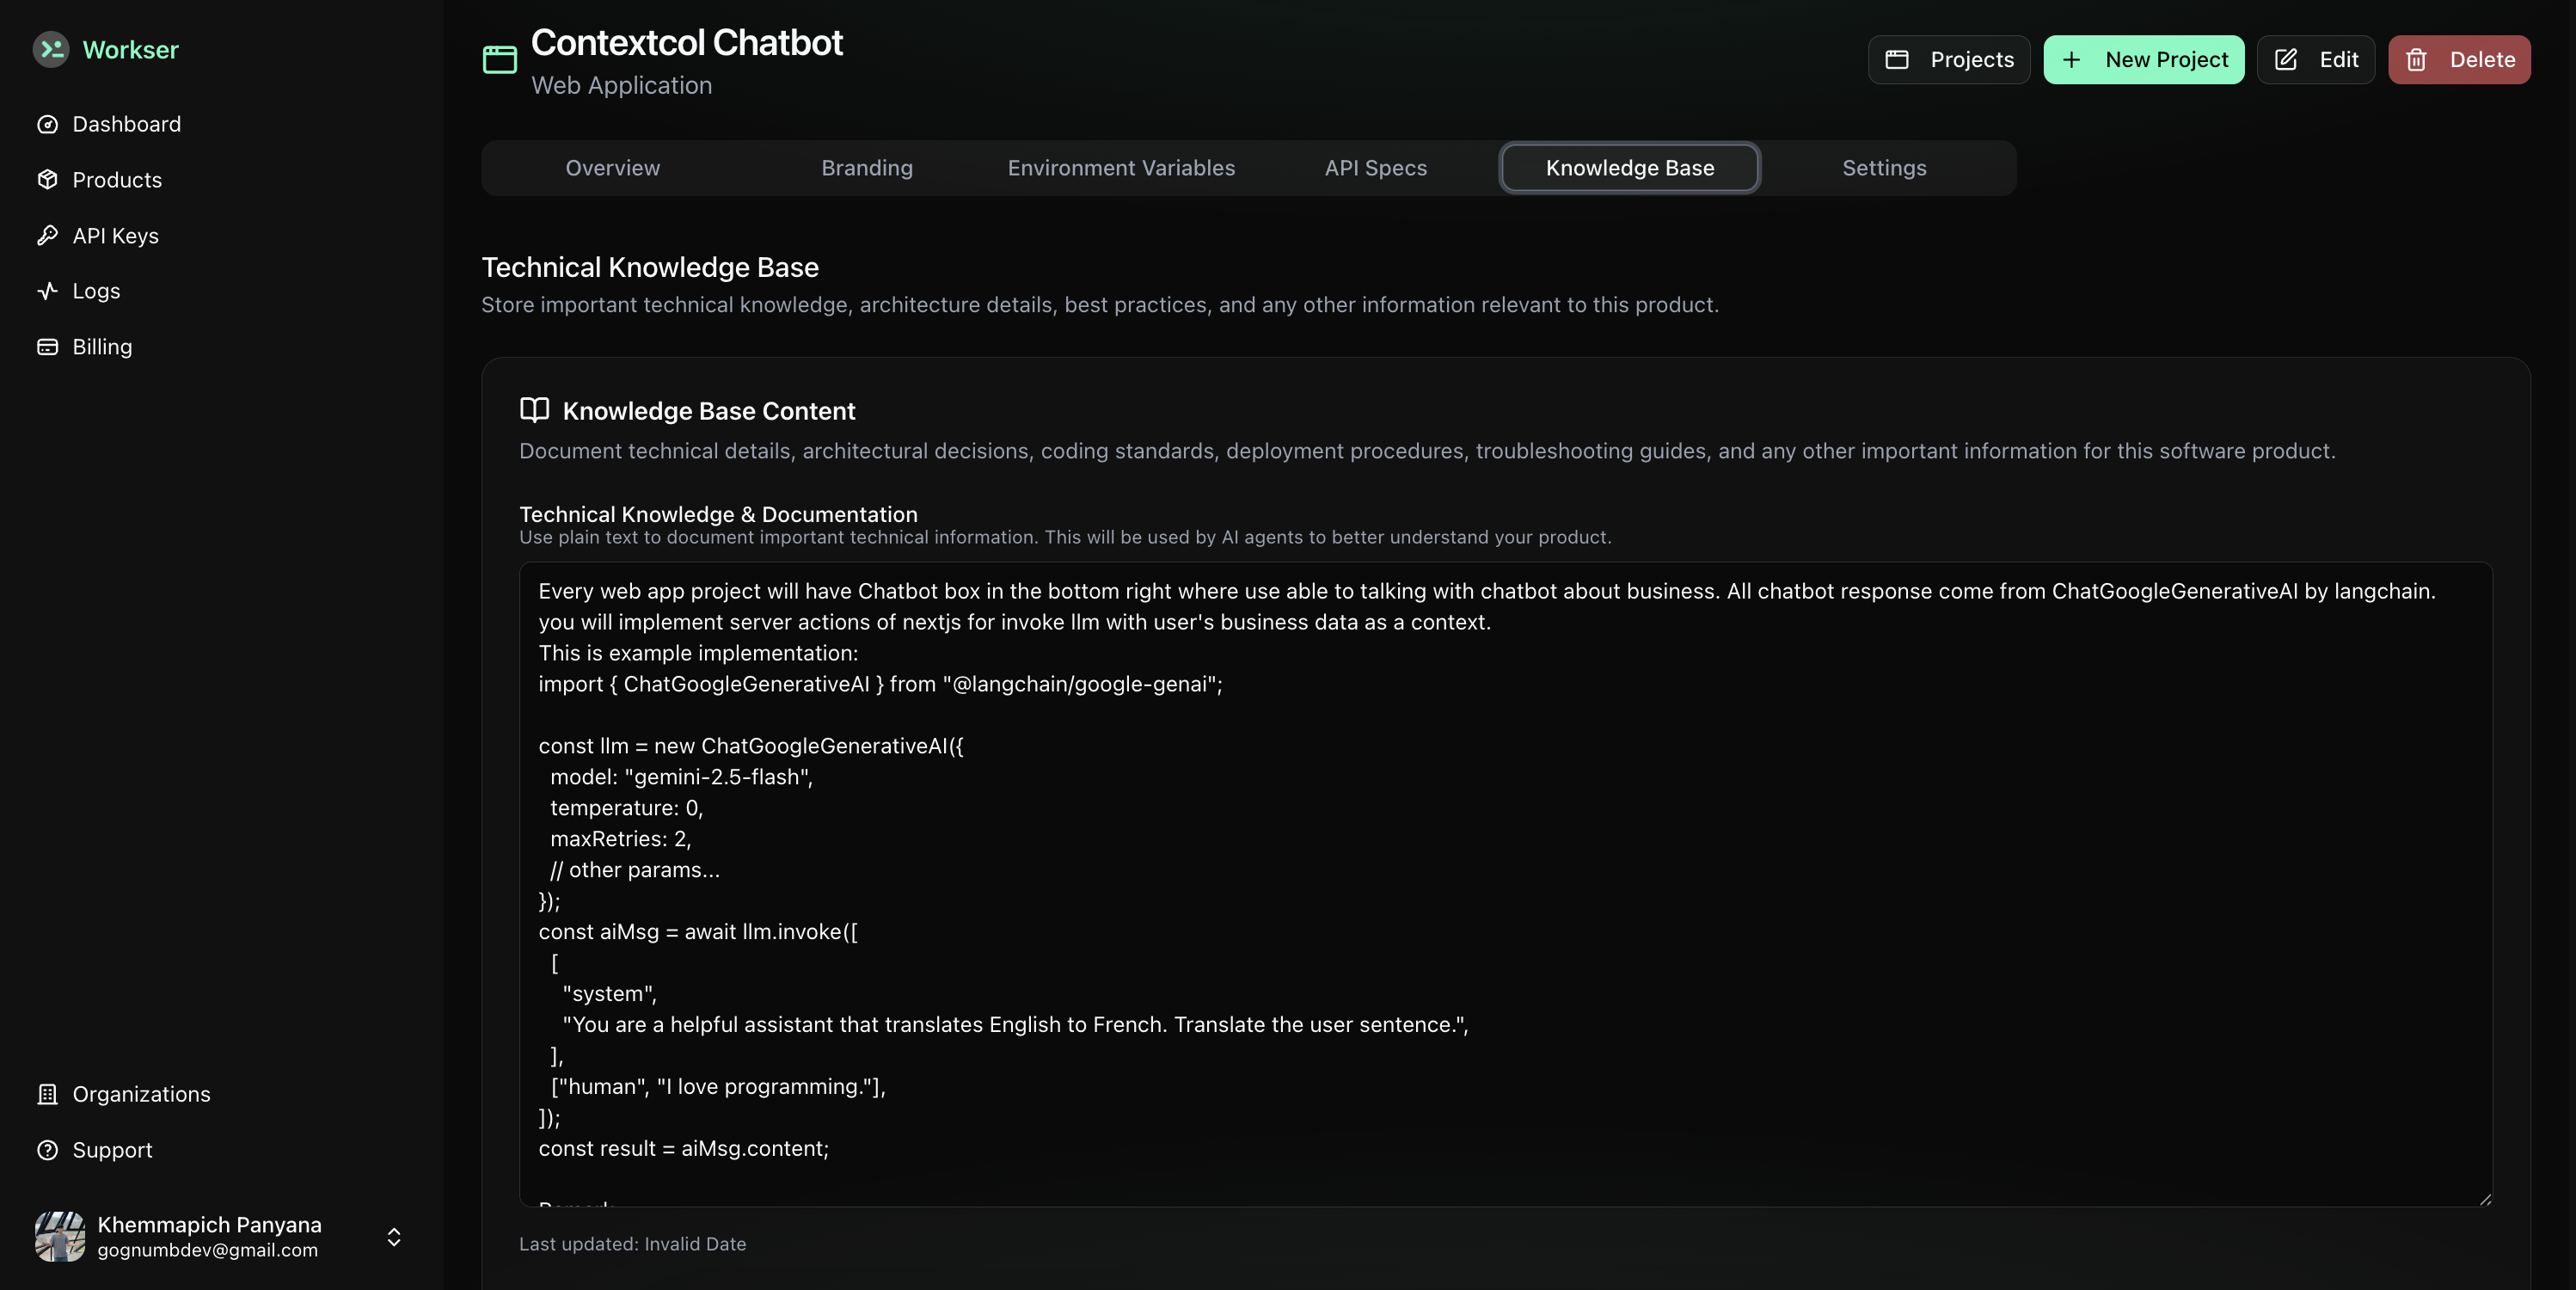 Workser
Dashboard
Products
API Keys
Logs
Billing
Organizations
Support
Khemmapich Panyana
gognumbdev@gmail.com
Contextcol Chatbot
Web Application
Projects
New Project
Edit
Delete
Overview
Branding
Environment Variables
API Specs
Knowledge Base
Settings
Technical Knowledge Base
Store important technical knowledge, architecture details, best practices, and any other information relevant to this product.
Knowledge Base Content
Document technical details, architectural decisions, coding standards, deployment procedures, troubleshooting guides, and any other important information for this software product.
Technical Knowledge & Documentation
Use plain text to document important technical information. This will be used by AI agents to better understand your product.
Every web app project will have Chatbot box in the bottom right where use able to talking with chatbot about business. All chatbot response come from ChatGoogleGenerativeAI by langchain.
you will implement server actions of nextjs for invoke llm with user's business data as a context.
This is example implementation:
import { ChatGoogleGenerativeAI } from "@langchain/google-genai";
const llm = new ChatGoogleGenerativeAI({
model: "gemini-2.5-flash",
temperature: 0,
maxRetries: 2,
// other params...
});
const aiMsg = await llm.invoke([
[
"system",
"You are a helpful assistant that translates English to French. Translate the user sentence.",
],
["human", "I love programming."],
]);
const result = aiMsg.content;
Last updated: Invalid Date